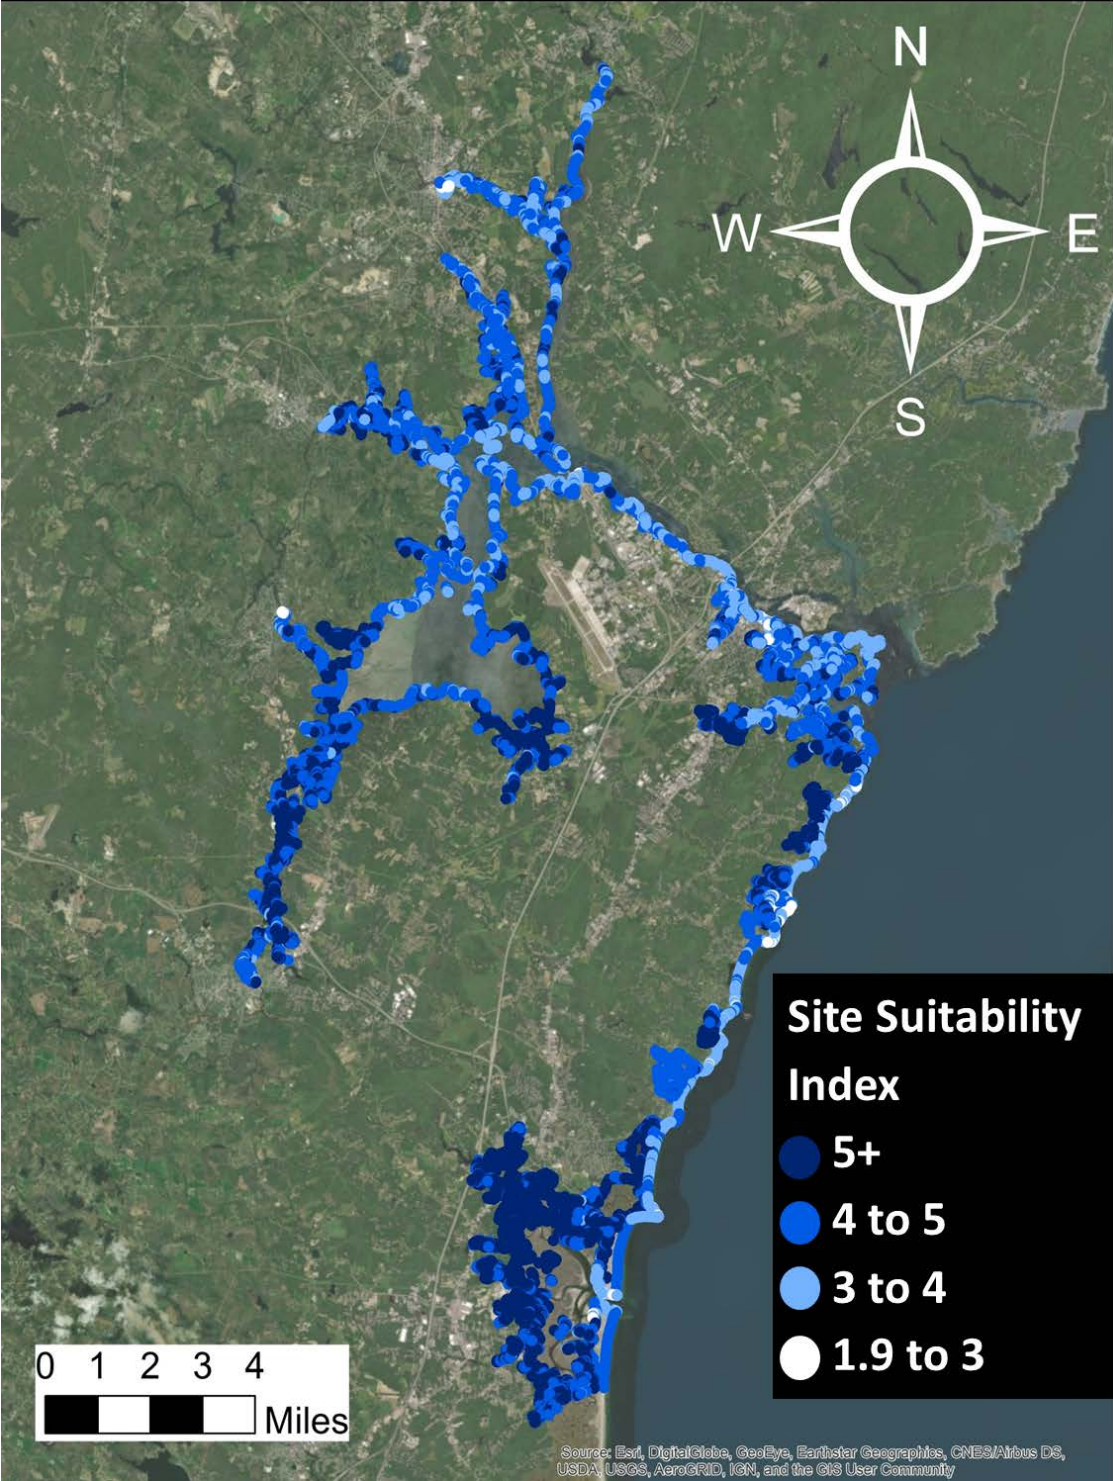 N
W E
S
Site Suitability
Index
5+
4 to 5
3 to 4
1.9 to 3
0 1 2 3 4
Miles
Source: Esri, DigitalGlobe, GeoEye, Earthstar Geographics, CNES/Airbus DS,
USDA, USGS, AeroGRID, IGN, and the GIS User Community